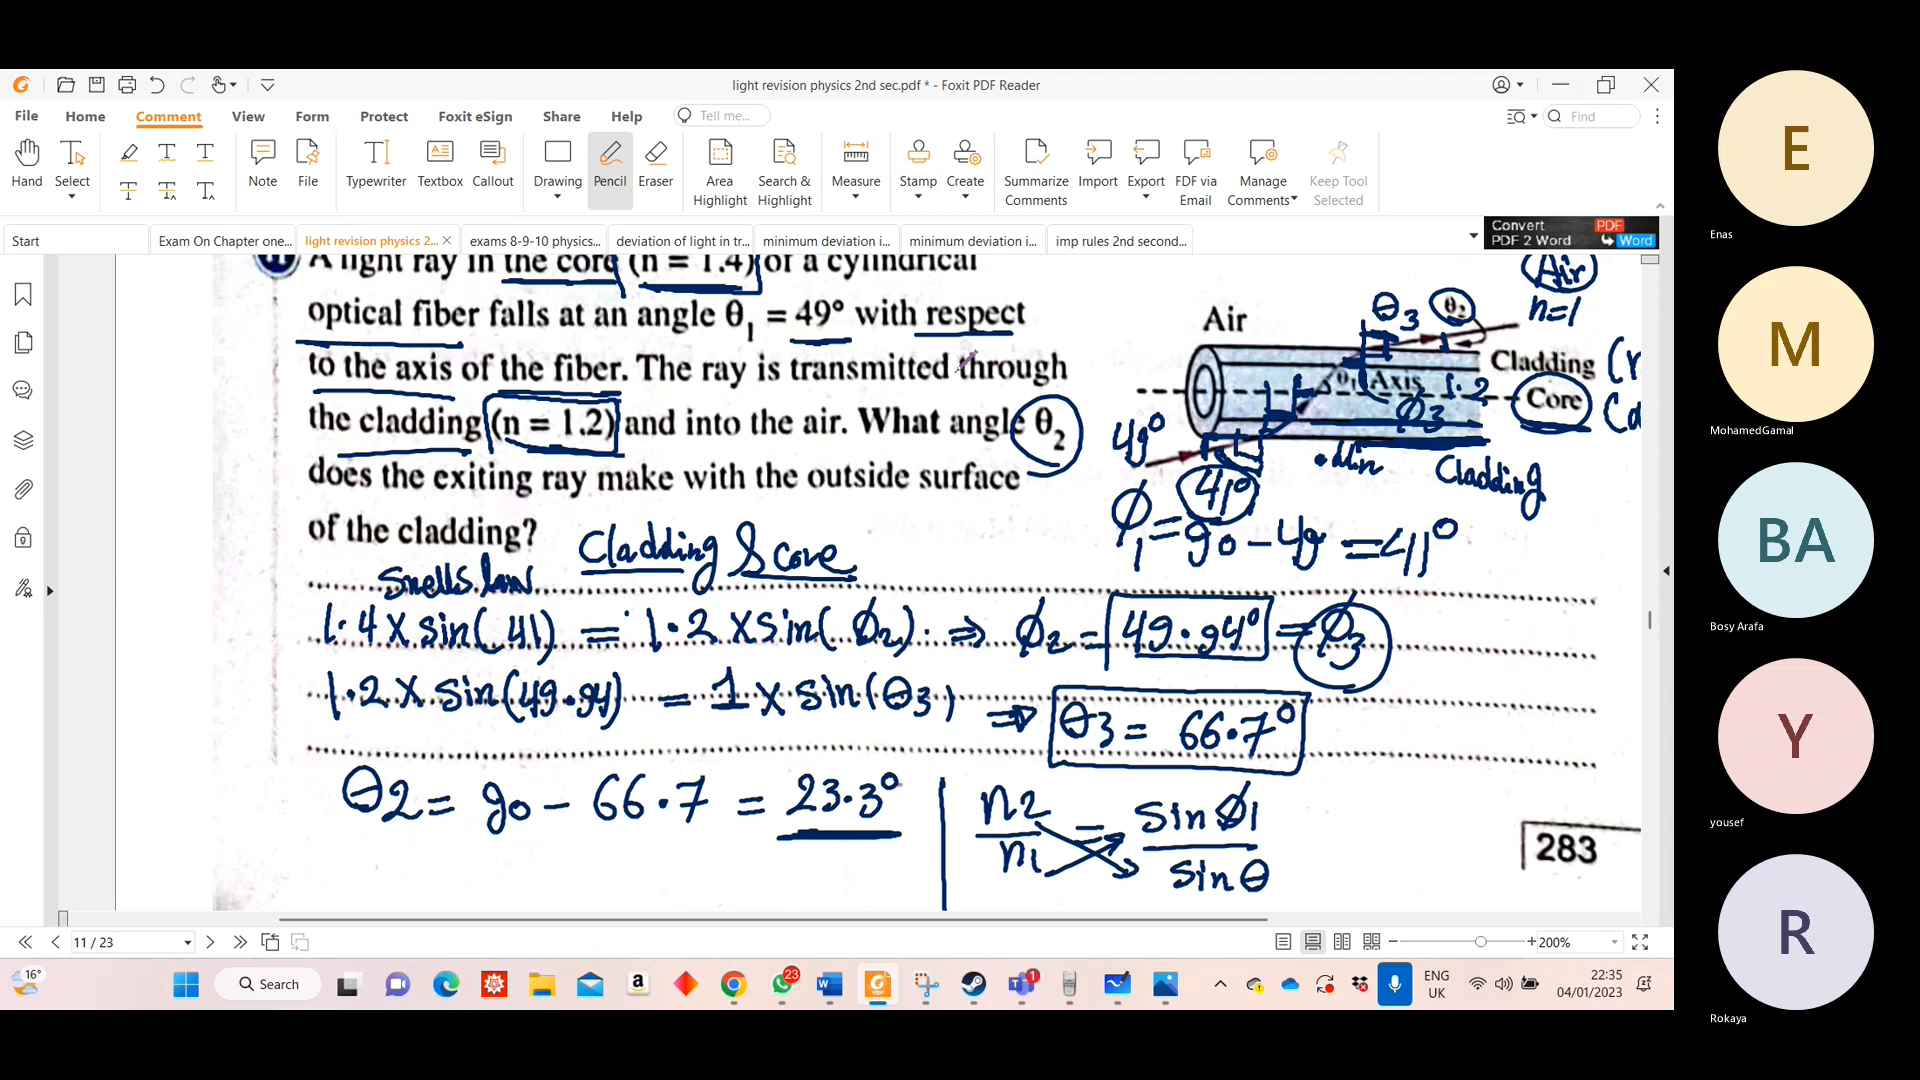 light revision physics 2nd sec.pdf * - Foxit PDF Reader
File Home Comment View Form Protect Foxit eSign Share Help Tell me... Find
Hand Select Note File Typewriter Textbox Callout Drawing Pencil Eraser Area Highlight Search & Highlight Measure Stamp Create Summarize Comments Import Export FDF via Email Manage Comments Keep Tool Selected
Start Exam On Chapter one... light revision physics 2... exams 8-9-10 physics... deviation of light in tr... minimum deviation i... minimum deviation i... imp rules 2nd second...
Convert PDF 2 Word PDF Word
A light ray in the core (n = 1.4) of a cylindrical
optical fiber falls at an angle θ1 = 49° with respect
to the axis of the fiber. The ray is transmitted through
the cladding (n = 1.2) and into the air. What angle θ2
does the exiting ray make with the outside surface
of the cladding?
Air
n=1
θ3 θ2
Air
Cladding
θ1 Axis 1.2
Core
ϕ3
49°
41°
Cladding
ϕ1 = 90 - 49 = 41°
Cladding & core
Snells law
1.4 x sin(41) = 1.2 x sin(ϕ2) ⇒ ϕ2 = 49.94° = ϕ3
1.2 x sin(49.94) = 1 x sin(θ3) ⇒ θ3 = 66.7°
θ2 = 90 - 66.7 = 23.3°
n2 / n1 = sin ϕ1 / sin θ
283
11 / 23
200%
16°
Search
23
1
ENG
UK
22:35
04/01/2023
E
Enas
M
MohamedGamal
BA
Bosy Arafa
Y
yousef
R
Rokaya